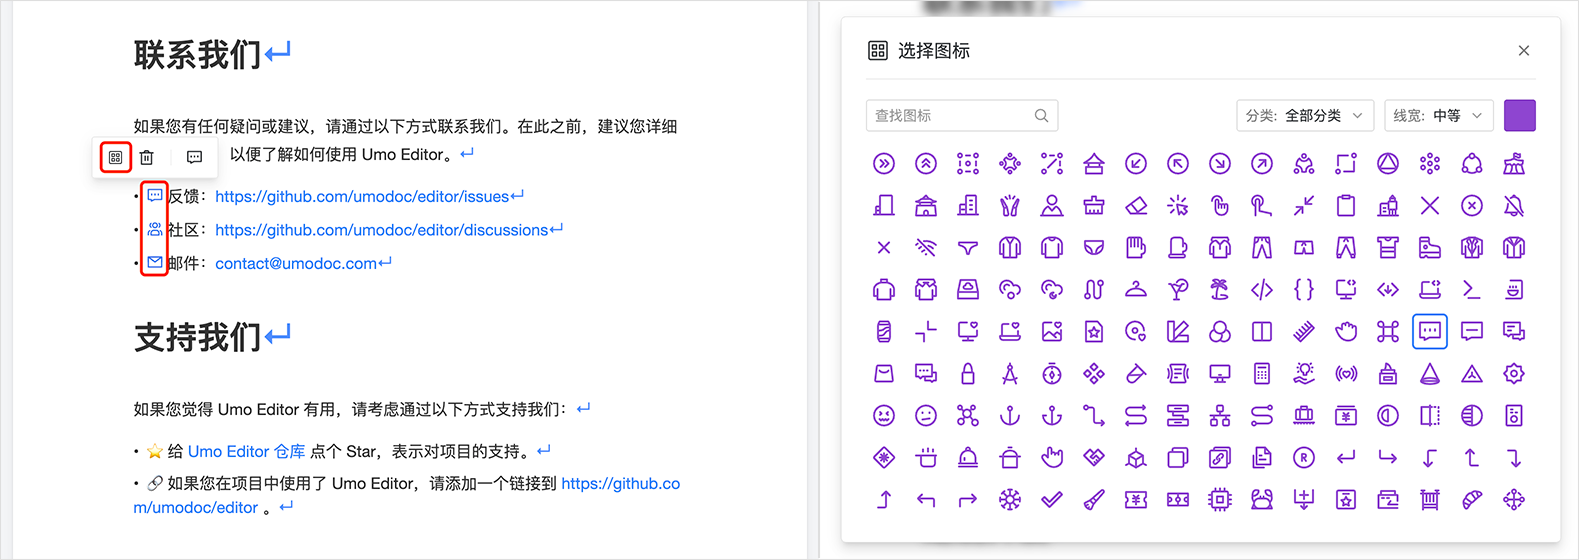 联系我们
如果您有任何疑问或建议，请通过以下方式联系我们。在此之前，建议您详细
以便了解如何使用 Umo Editor。
• 反馈：https://github.com/umodoc/editor/issues
• 社区：https://github.com/umodoc/editor/discussions
• 邮件：contact@umodoc.com
支持我们
如果您觉得 Umo Editor 有用，请考虑通过以下方式支持我们：
• ⭐ 给 Umo Editor 仓库 点个 Star，表示对项目的支持。
• 🔗 如果您在项目中使用了 Umo Editor，请添加一个链接到 https://github.co
m/umodoc/editor 。
选择图标
查找图标
分类: 全部分类
线宽: 中等